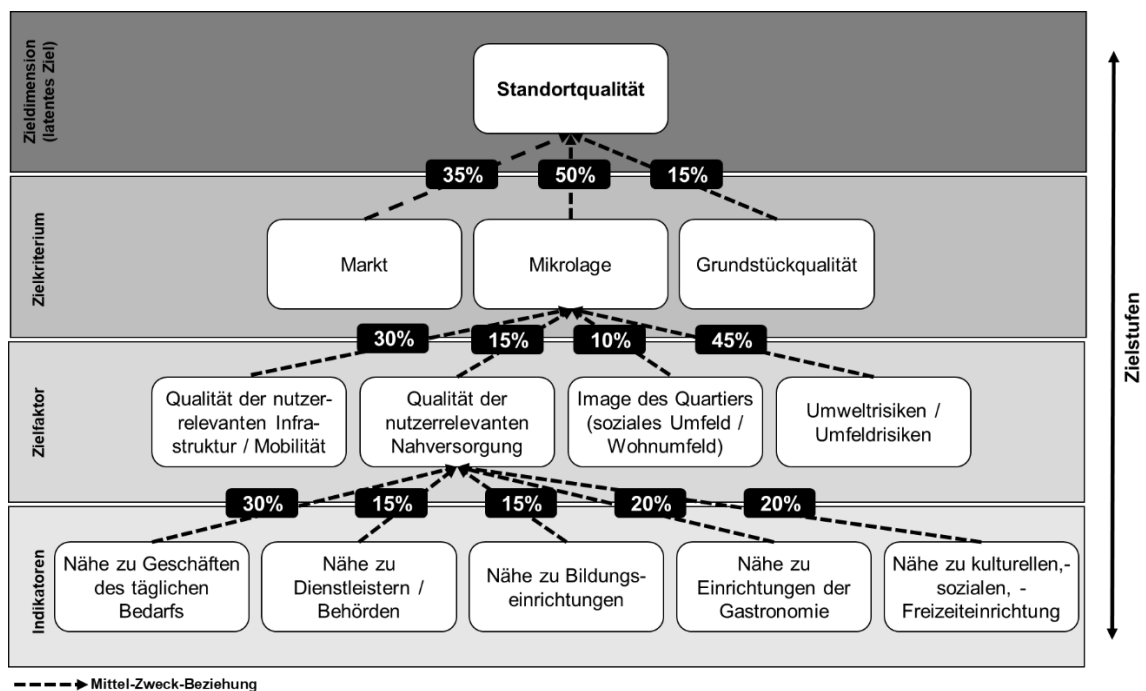 Zieldimension
(latentes Ziel)
Standortqualität
35%
50%
15%
Zielkriterium
Markt
Mikrolage
Grundstückqualität
30%
15%
10%
45%
Zielfaktor
Qualität der nutzer-
relevanten Infra-
struktur / Mobilität
Qualität der
nutzerrelevanten
Nahversorgung
Image des Quartiers
(soziales Umfeld /
Wohnumfeld)
Umweltrisiken /
Umfeldrisiken
30%
15%
15%
20%
20%
Indikatoren
Nähe zu Geschäften
des täglichen
Bedarfs
Nähe zu
Dienstleistern /
Behörden
Nähe zu Bildungs-
einrichtungen
Nähe zu
Einrichtungen der
Gastronomie
Nähe zu kulturellen,-
sozialen, -
Freizeiteinrichtung
Zielstufen
Mittel-Zweck-Beziehung